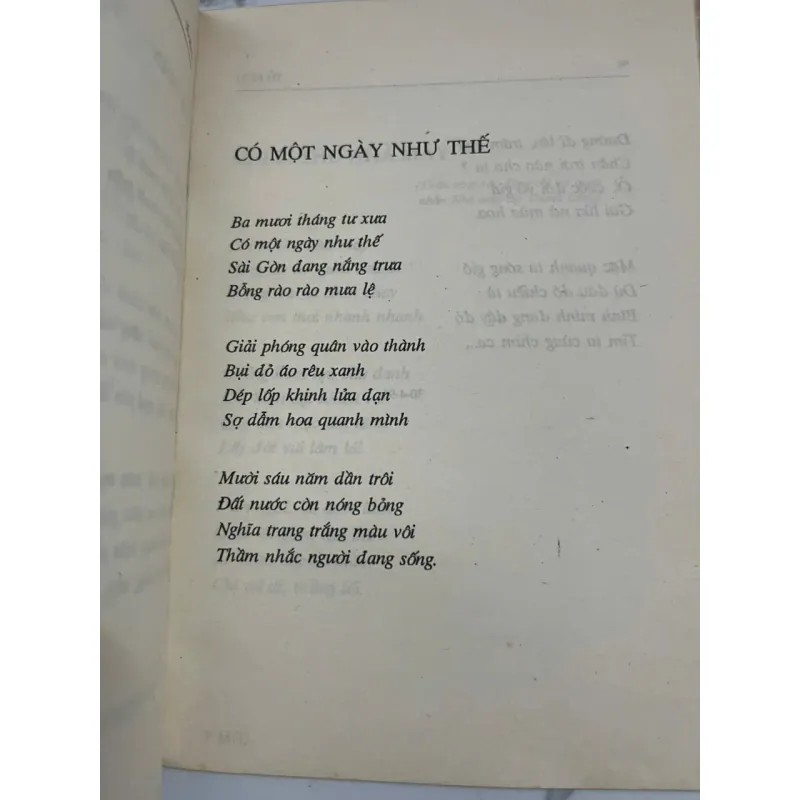 CÓ MỘT NGÀY NHƯ THẾ
Ba mươi tháng tư xưa
Có một ngày như thế
Sài Gòn đang nắng trưa
Bỗng rào rào mưa lệ
Giải phóng quân vào thành
Bụi đỏ áo rêu xanh
Dép lốp khinh lửa đạn
Sợ dẫm hoa quanh mình
Mười sáu năm dần trôi
Đất nước còn nóng bỏng
Nghĩa trang trắng màu vôi
Thầm nhắc người đang sống.